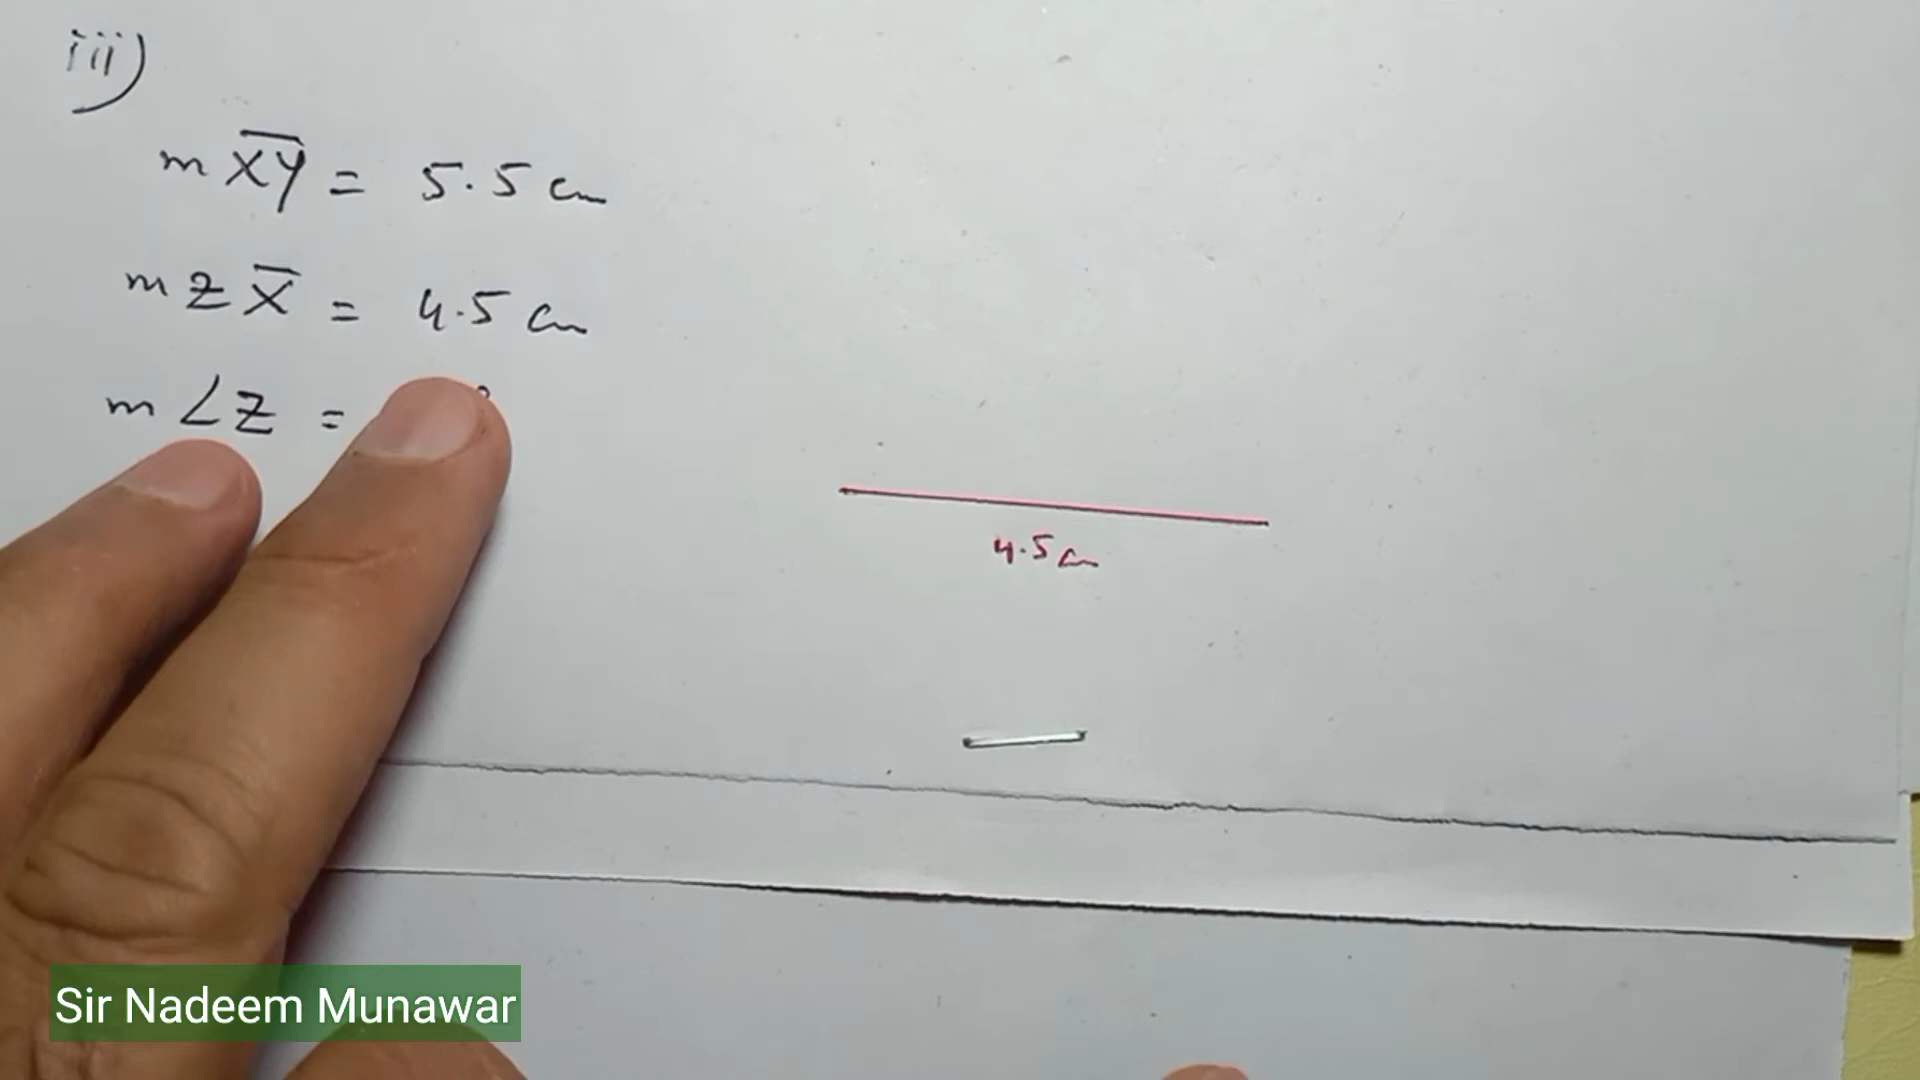 iii)
m XY = 5.5 cm
m ZX = 4.5 cm
m ∠Z =
4.5 cm
Sir Nadeem Munawar